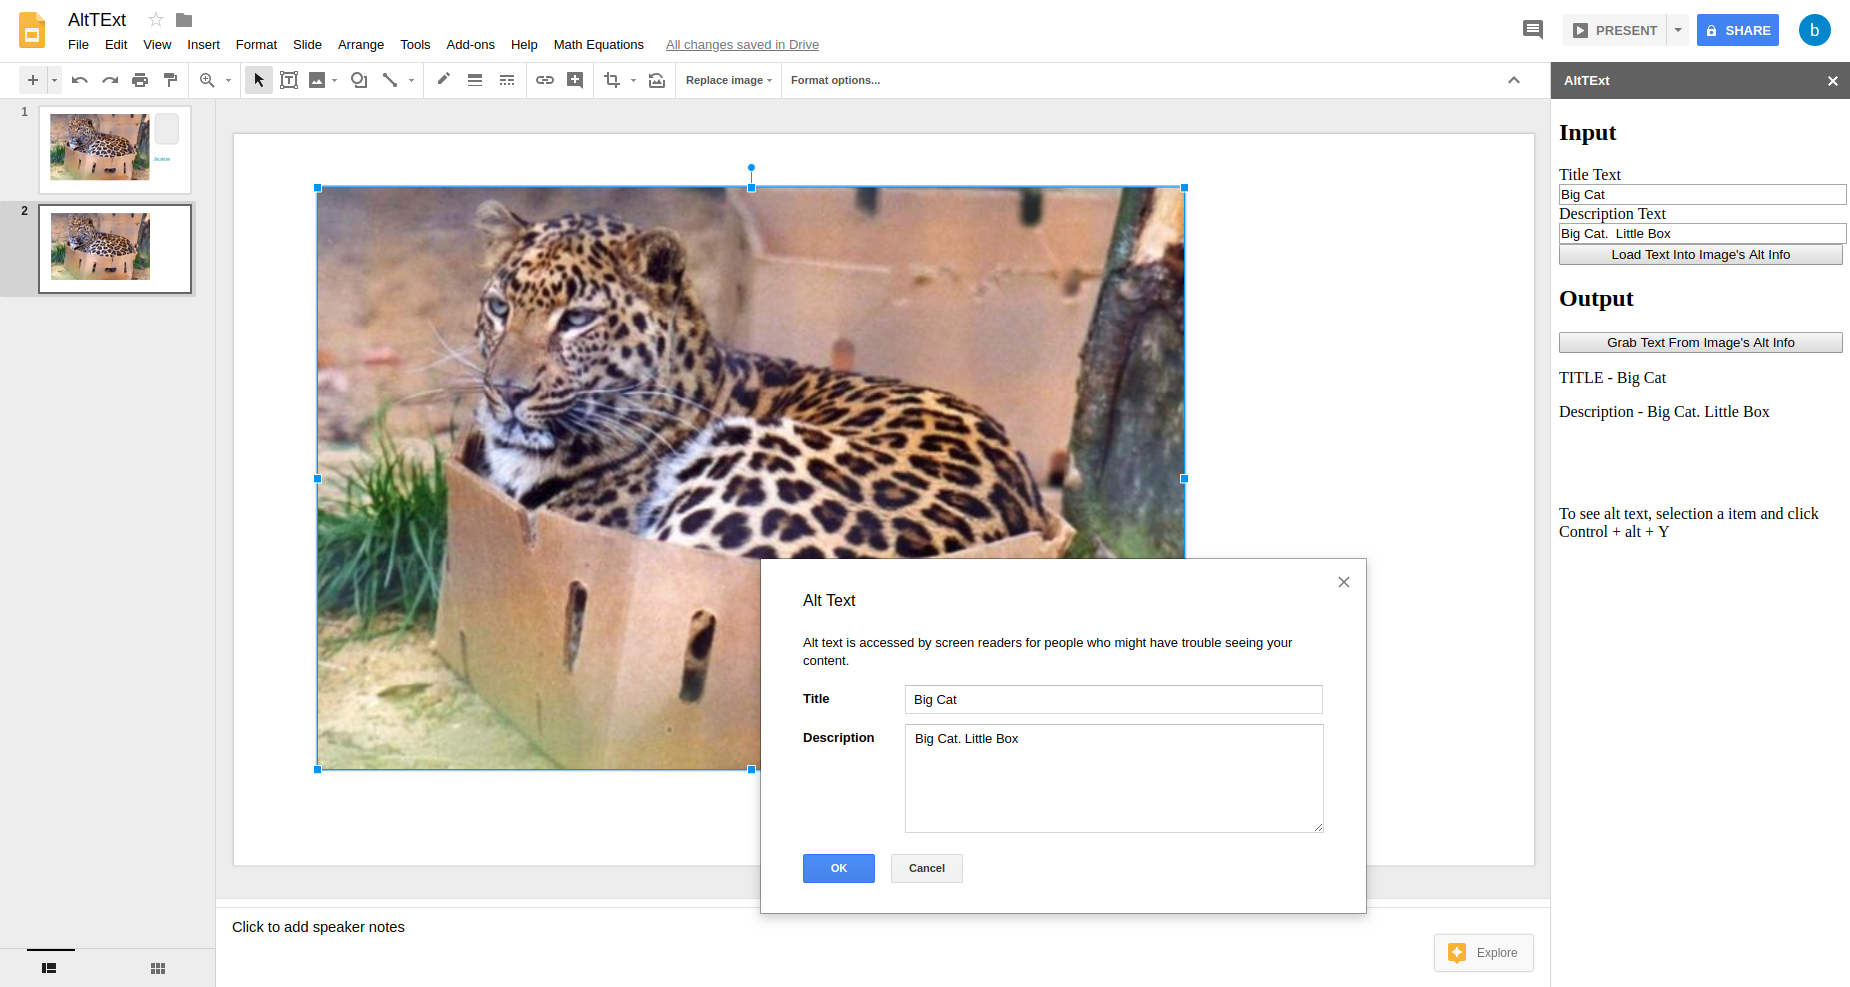 AltTExt
File Edit View Insert Format Slide Arrange Tools Add-ons Help Math Equations All changes saved in Drive
PRESENT
SHARE
b
Replace image
Format options...
AltTExt
1
2
Input
Title Text
Big Cat
Description Text
Big Cat.  Little Box
Load Text Into Image's Alt Info
Output
Grab Text From Image's Alt Info
TITLE - Big Cat
Description - Big Cat. Little Box
To see alt text, selection a item and click
Control + alt + Y
Alt Text
Alt text is accessed by screen readers for people who might have trouble seeing your
content.
Title
Big Cat
Description
Big Cat. Little Box
OK
Cancel
Click to add speaker notes
Explore